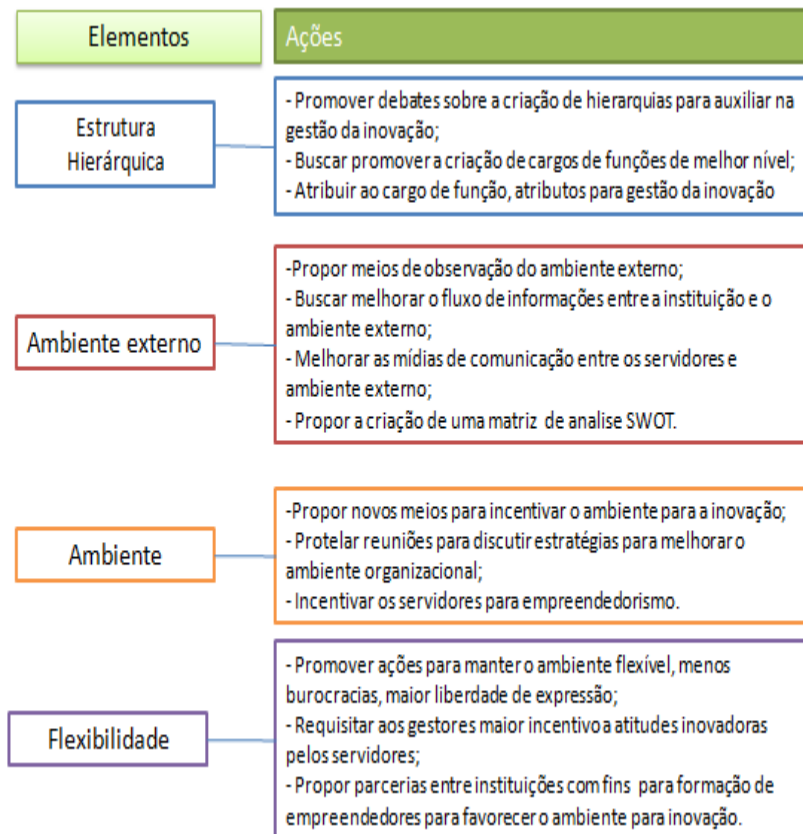 Elementos
Ações
Estrutura
Hierárquica
- Promover debates sobre a criação de hierarquias para auxiliar na
gestão da inovação;
- Buscar promover a criação de cargos de funções de melhor nível;
- Atribuir ao cargo de função, atributos para gestão da inovação
Ambiente externo
-Propor meios de observação do ambiente externo;
- Buscar melhorar o fluxo de informações entre a instituição e o
ambiente externo;
- Melhorar as mídias de comunicação entre os servidores e
ambiente externo;
- Propor a criação de uma matriz de analise SWOT.
Ambiente
-Propor novos meios para incentivar o ambiente para a inovação;
- Protelar reuniões para discutir estratégias para melhorar o
ambiente organizacional;
- Incentivar os servidores para empreendedorismo.
Flexibilidade
- Promover ações para manter o ambiente flexível, menos
burocracias, maior liberdade de expressão;
- Requisitar aos gestores maior incentivo a atitudes inovadoras
pelos servidores;
- Propor parcerias entre instituições com fins para formação de
empreendedores para favorecer o ambiente para inovação.